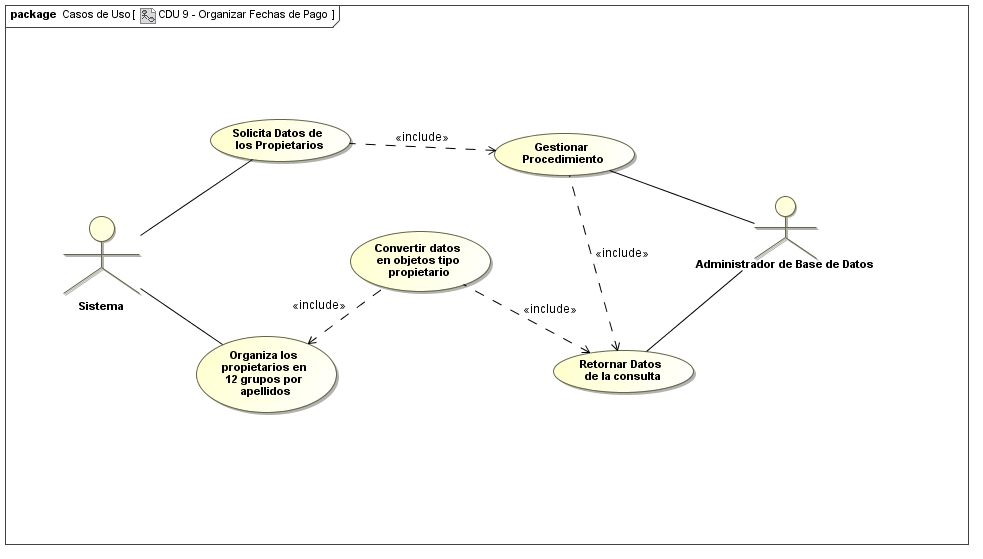 package Casos de Uso[ CDU 9 - Organizar Fechas de Pago ]
Solicita Datos de
los Propietarios
«include»
Gestionar
Procedimiento
Convertir datos
en objetos tipo
propietario
«include»
Administrador de Base de Datos
Sistema
«include»
«include»
Organiza los
propietarios en
12 grupos por
apellidos
Retornar Datos
de la consulta